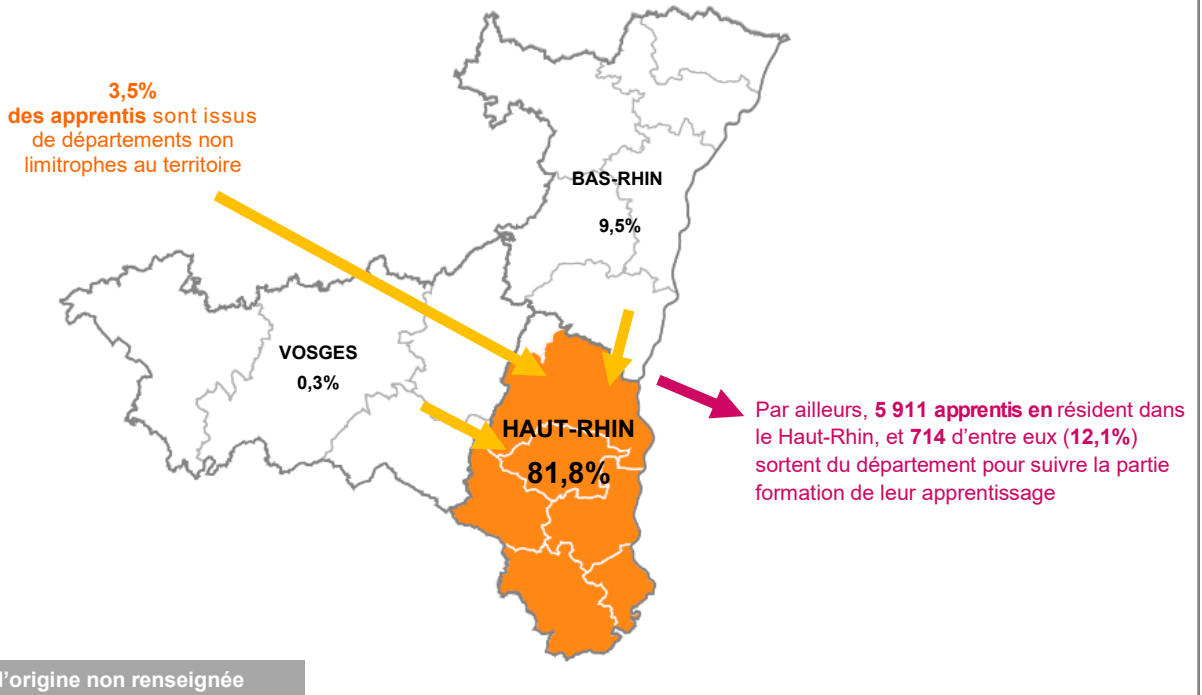 3,5%
des apprentis sont issus
de départements non
limitrophes au territoire
BAS-RHIN
9,5%
VOSGES
0,3%
HAUT-RHIN
81,8%
Par ailleurs, 5 911 apprentis en résident dans
le Haut-Rhin, et 714 d'entre eux (12,1%)
sortent du département pour suivre la partie
formation de leur apprentissage
l'origine non renseignée